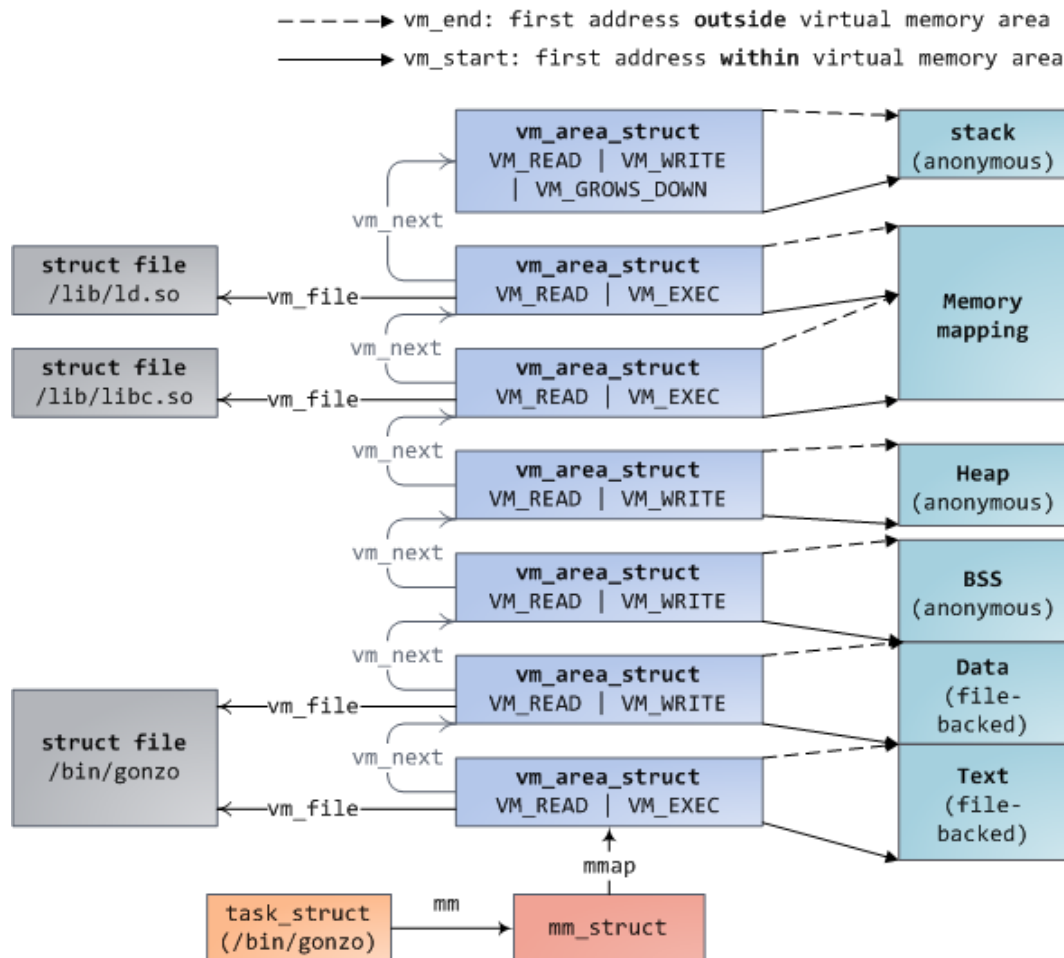 vm_end: first address outside virtual memory area
vm_start: first address within virtual memory area
vm_area_struct
VM_READ | VM_WRITE
| VM_GROWS_DOWN
stack
(anonymous)
vm_next
struct file
/lib/ld.so
vm_file
vm_area_struct
VM_READ | VM_EXEC
Memory
mapping
vm_next
struct file
/lib/libc.so
vm_file
vm_area_struct
VM_READ | VM_EXEC
vm_next
vm_area_struct
VM_READ | VM_WRITE
Heap
(anonymous)
vm_next
vm_area_struct
VM_READ | VM_WRITE
BSS
(anonymous)
vm_next
vm_file
vm_area_struct
VM_READ | VM_WRITE
Data
(file-
backed)
struct file
/bin/gonzo
vm_next
vm_file
vm_area_struct
VM_READ | VM_EXEC
Text
(file-
backed)
mmap
task_struct
(/bin/gonzo)
mm
mm_struct